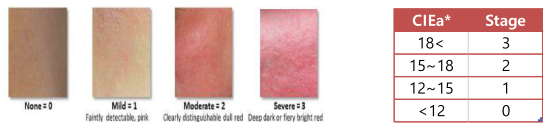 None = 0
Mild = 1
Faintly detectable, pink
Moderate = 2
Clearly distinguishable dull red
Severe = 3
Deep dark or fiery bright red
CIEa* Stage
18< 3
15~18 2
12~15 1
<12 0